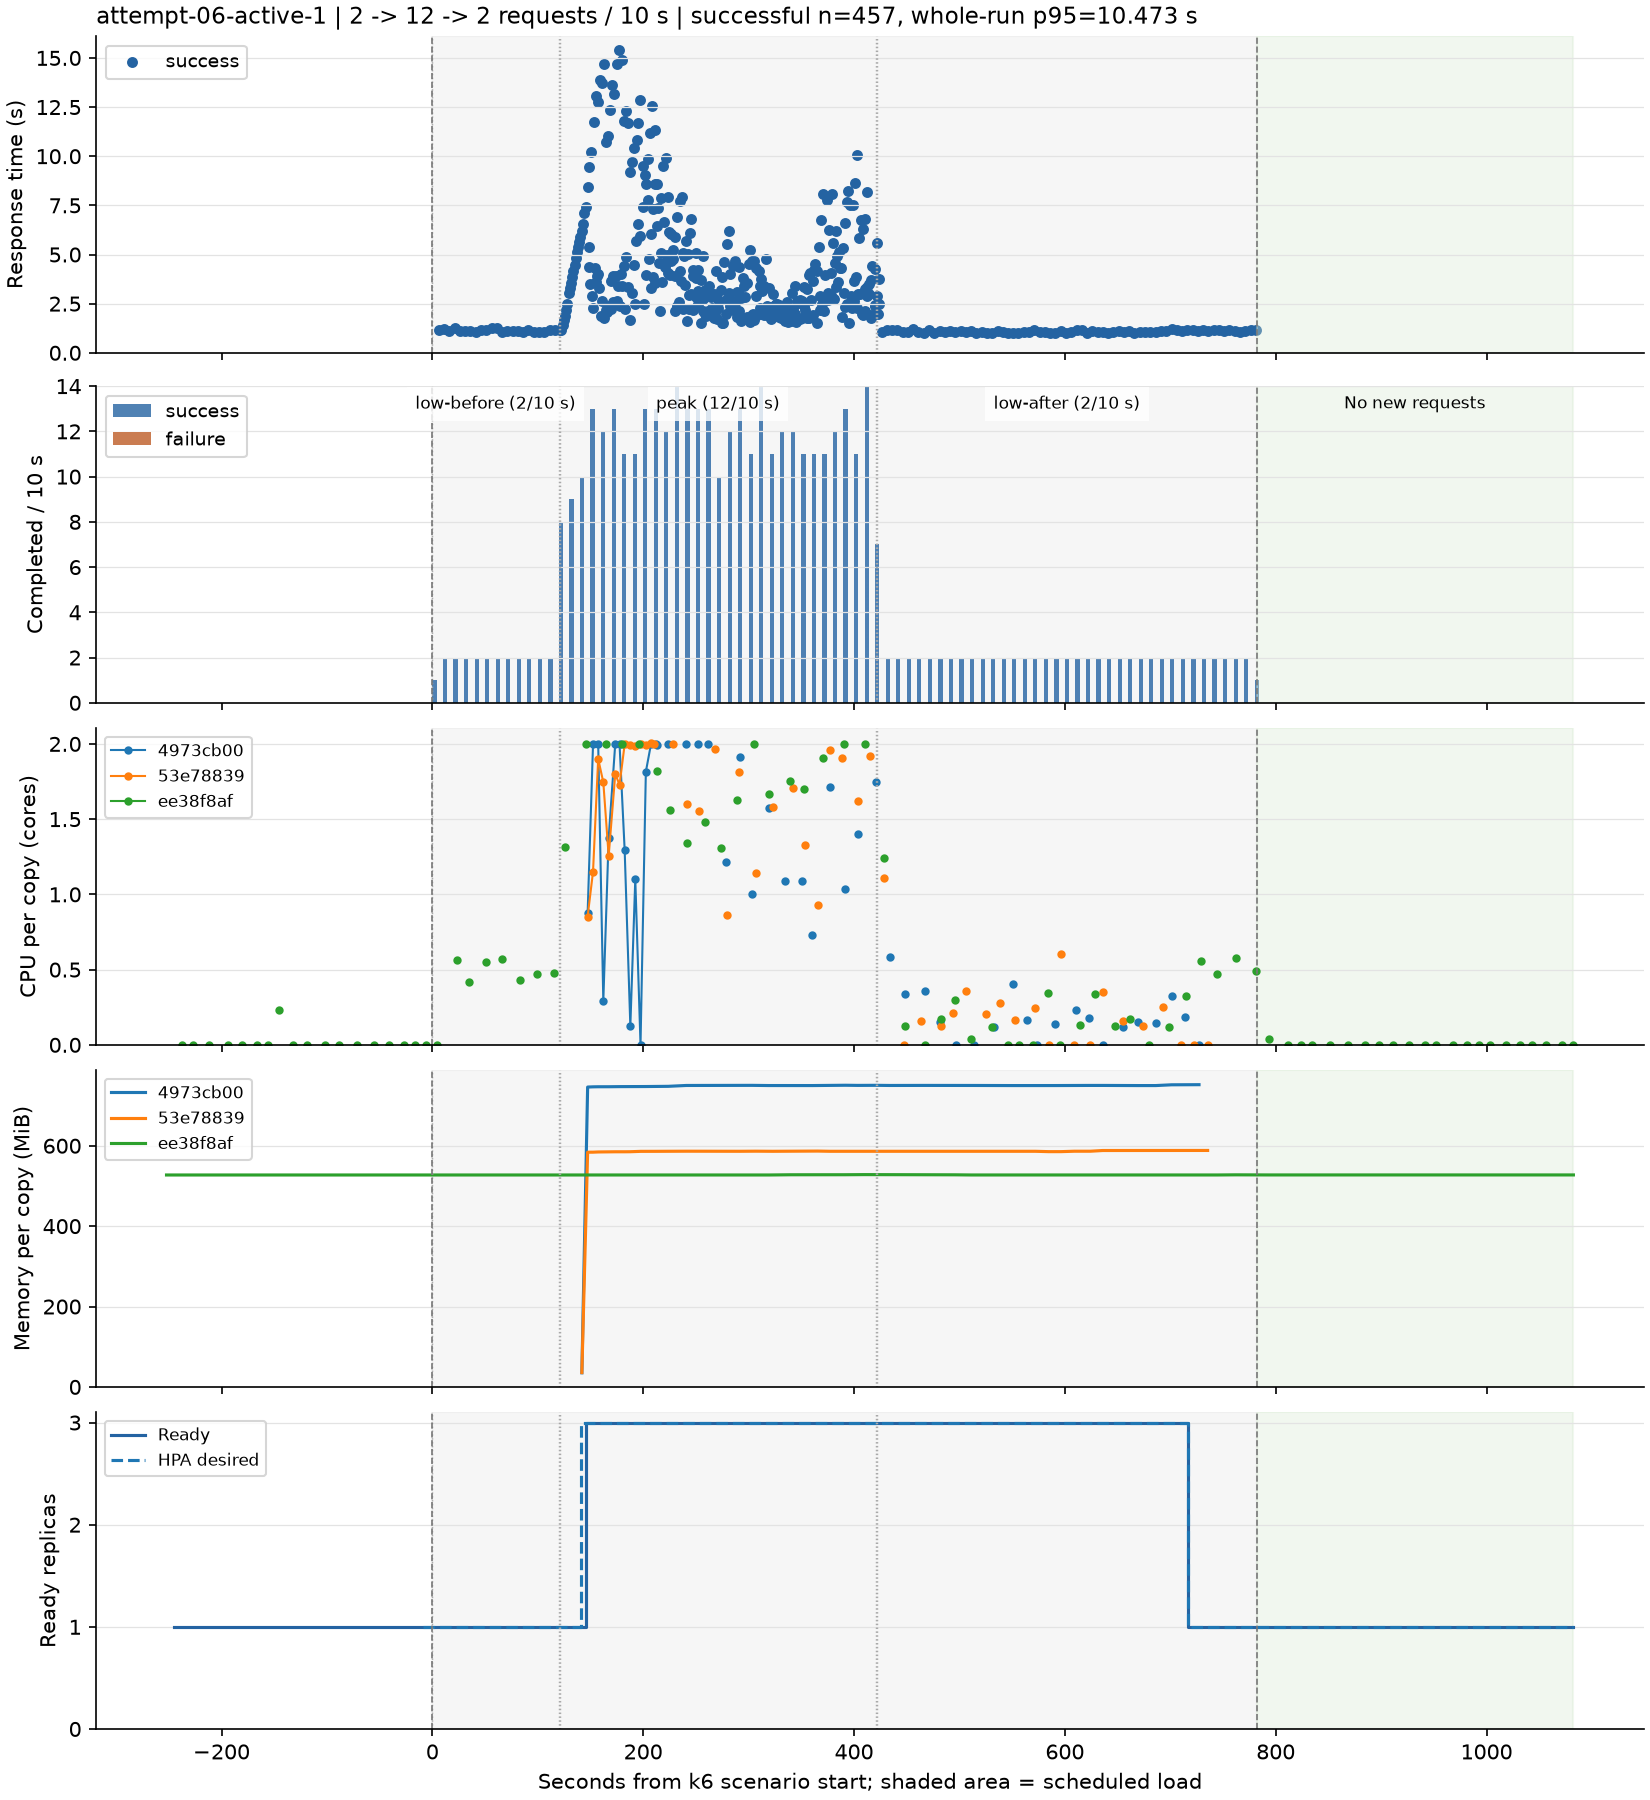 attempt-06-active-1 | 2 -> 12 -> 2 requests / 10 s | successful n=457, whole-run p95=10.473 s
Response time (s)
15.0
12.5
10.0
7.5
5.0
2.5
0.0
success
Completed / 10 s
14
12
10
8
6
4
2
0
success
failure
low-before (2/10 s)
peak (12/10 s)
low-after (2/10 s)
No new requests
CPU per copy (cores)
2.0
1.5
1.0
0.5
0.0
4973cb00
53e78839
ee38f8af
Memory per copy (MiB)
600
400
200
0
4973cb00
53e78839
ee38f8af
Ready replicas
3
2
1
0
Ready
HPA desired
−200
0
200
400
600
800
1000
Seconds from k6 scenario start; shaded area = scheduled load